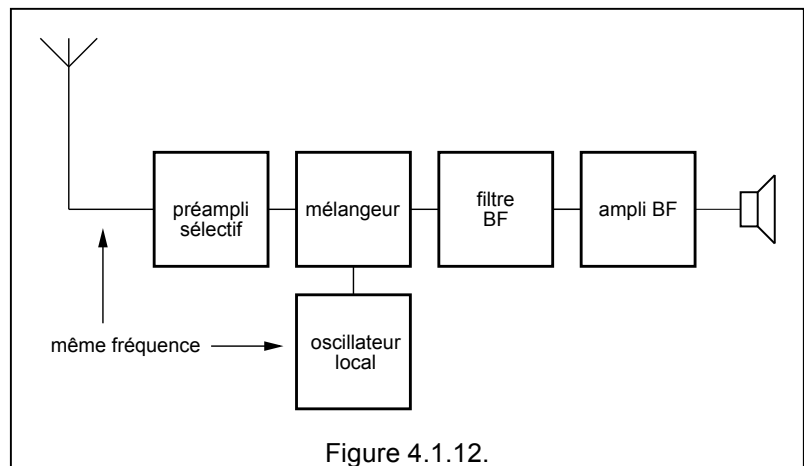 préampli
sélectif
mélangeur
filtre
BF
ampli BF
même fréquence
oscillateur
local
Figure 4.1.12.